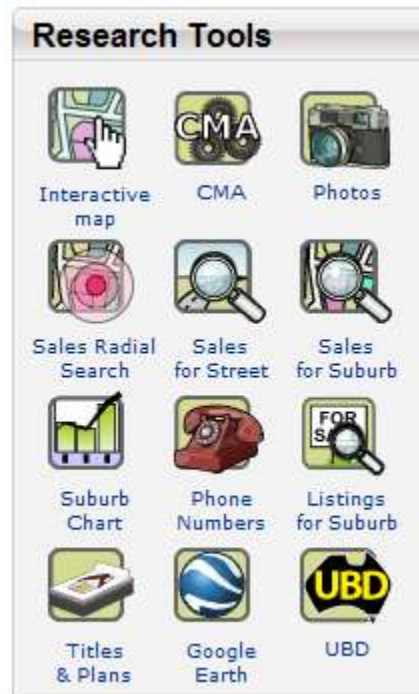 Research Tools
CMA
Interactive
map
CMA
Photos
Sales Radial
Search
Sales
for Street
Sales
for Suburb
FOR
Suburb
Chart
Phone
Numbers
Listings
for Suburb
UBD
Titles
& Plans
Google
Earth
UBD